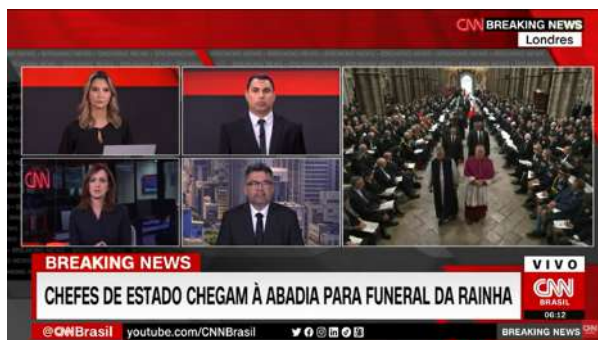 CNN BREAKING NEWS
Londres
CNN
BREAKING NEWS
CHEFES DE ESTADO CHEGAM À ABADIA PARA FUNERAL DA RAINHA
VIVO
CNN
BRASIL
06:12
@CNNBrasil youtube.com/CNNBrasil
BREAKING NEWS CNN